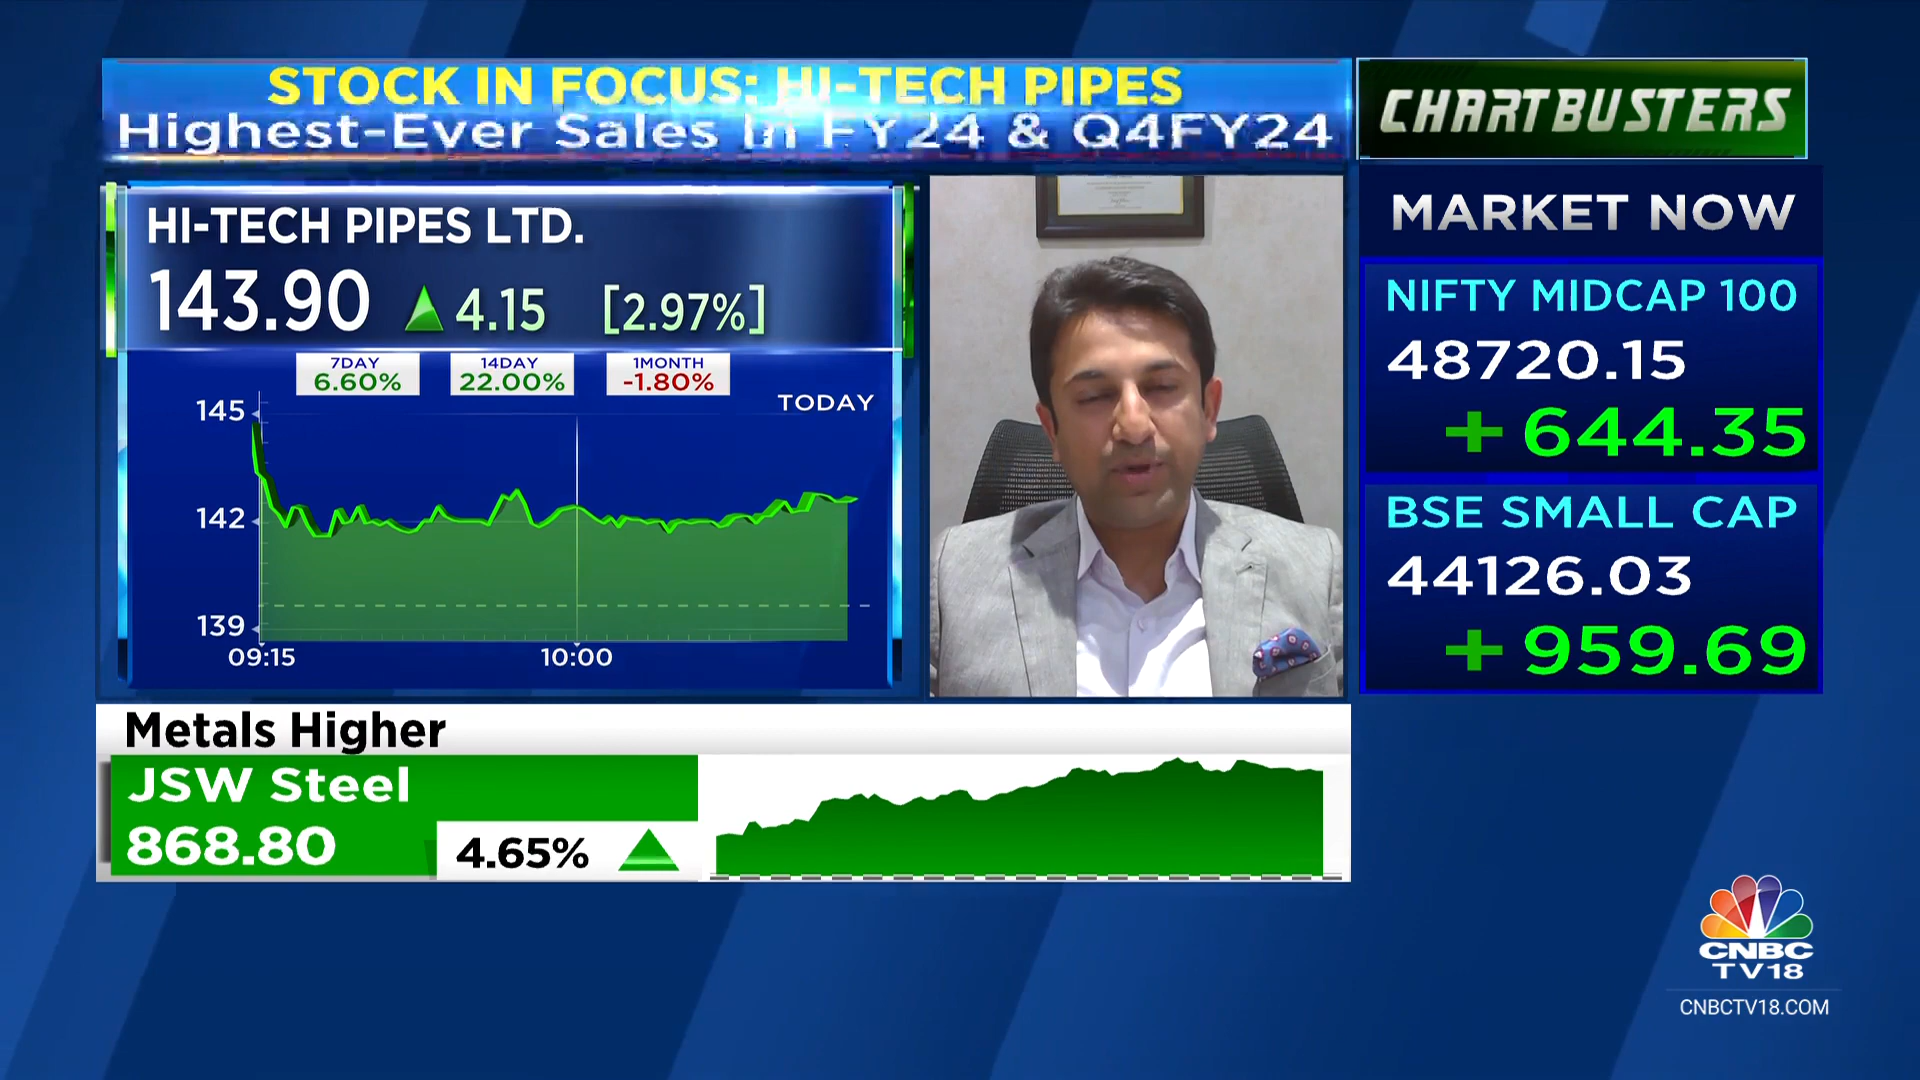 STOCK IN FOCUS: HI-TECH PIPES
Highest-Ever Sales In FY24 & Q4FY24
CHARTBUSTERS
HI-TECH PIPES LTD.
143.90 ▲ 4.15 [2.97%]
7DAY 14DAY 1MONTH
6.60% 22.00% -1.80%
TODAY
145
142
139
09:15 10:00
MARKET NOW
NIFTY MIDCAP 100
48720.15
+ 644.35
BSE SMALL CAP
44126.03
+ 959.69
Metals Higher
JSW Steel
868.80 4.65% ▲
CNBC
TV18
CNBCTV18.COM